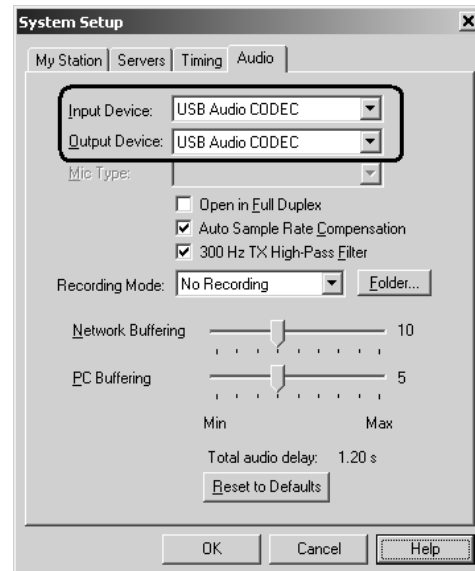 System Setup
My Station Servers Timing Audio
Input Device: USB Audio CODEC
Output Device: USB Audio CODEC
Mic Type:
Open in Full Duplex
Auto Sample Rate Compensation
300 Hz TX High-Pass Filter
Recording Mode: No Recording Folder...
Network Buffering 10
PC Buffering 5
Min Max
Total audio delay: 1.20 s
Reset to Defaults
OK Cancel Help